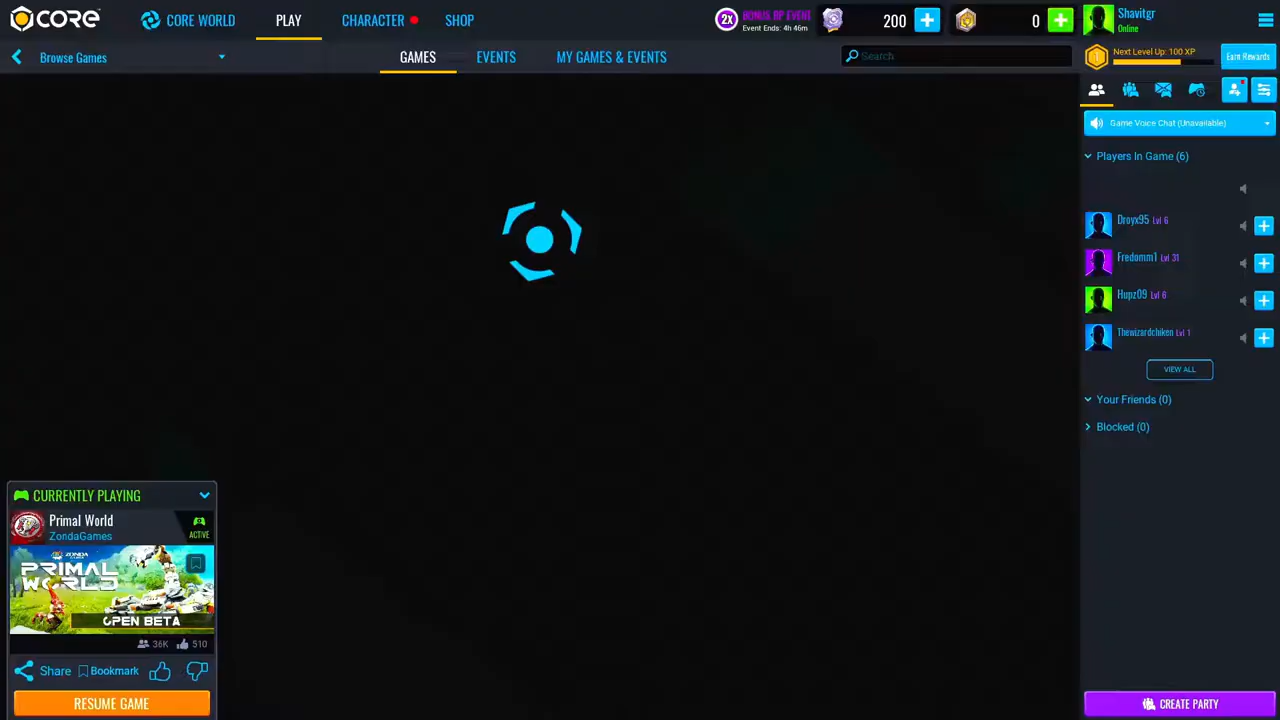 CORE
CORE WORLD
PLAY
CHARACTER
SHOP
2X
BONUS RP EVENT
Event Ends: 4h 46m
200
0
Shavitgr
Online
Browse Games
GAMES
EVENTS
MY GAMES & EVENTS
Search
Next Level Up: 100 XP
Earn Rewards
Game Voice Chat (Unavailable)
Players In Game (6)
Droyx95 Lvl 6
Fredomm1 Lvl 31
Hupz09 Lvl 6
Thewizardchiken Lvl 1
VIEW ALL
Your Friends (0)
Blocked (0)
CURRENTLY PLAYING
Primal World
ZondaGames
ACTIVE
ZONDA
PRIMAL
WORLD
OPEN BETA
36K
510
Share
Bookmark
RESUME GAME
CREATE PARTY